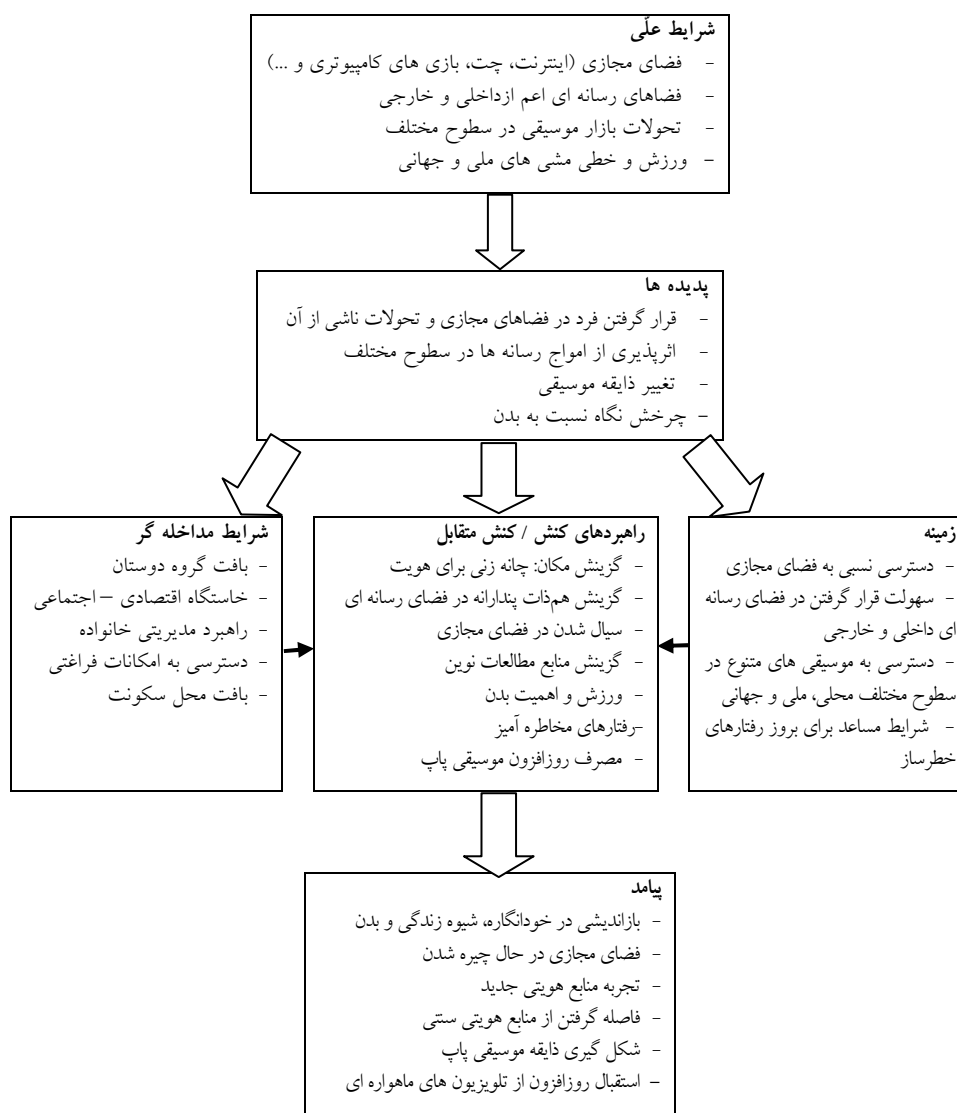 شرایط علّی
- فضای مجازی (اینترنت، چت، بازی های کامپیوتری و ...)
- فضاهای رسانه ای اعم ازداخلی و خارجی
- تحولات بازار موسیقی در سطوح مختلف
- ورزش و خطی مشی های ملی و جهانی
پدیده ها
- قرار گرفتن فرد در فضاهای مجازی و تحولات ناشی از آن
- اثرپذیری از امواج رسانه ها در سطوح مختلف
- تغییر ذایقه موسیقی
- چرخش نگاه نسبت به بدن
زمینه
- دسترسی نسبی به فضای مجازی
- سهولت قرار گرفتن در فضای رسانه
ای داخلی و خارجی
- دسترسی به موسیقی های متنوع در
سطوح مختلف محلی، ملی و جهانی
- شرایط مساعد برای بروز رفتارهای
خطرساز
راهبردهای کنش / کنش متقابل
- گزینش مکان: چانه زنی برای هویت
- گزینش هم‌ذات پندارانه در فضای رسانه ای
- سیال شدن در فضای مجازی
- گزینش منابع مطالعات نوین
- ورزش و اهمیت بدن
-رفتارهای مخاطره آمیز
- مصرف روزافزون موسیقی پاپ
شرایط مداخله گر
- بافت گروه دوستان
- خاستگاه اقتصادی – اجتماعی
- راهبرد مدیریتی خانواده
- دسترسی به امکانات فراغتی
- بافت محل سکونت
پیامد
- بازاندیشی در خودانگاره، شیوه زندگی و بدن
- فضای مجازی در حال چیره شدن
- تجربه منابع هویتی جدید
- فاصله گرفتن از منابع هویتی سنتی
- شکل گیری ذایقه موسیقی پاپ
- استقبال روزافزون از تلویزیون های ماهواره ای